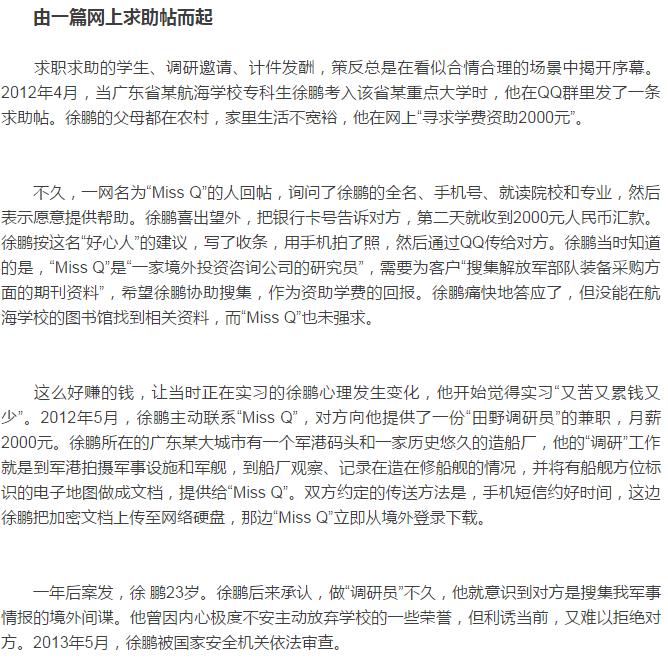 由一篇网上求助帖而起
求职求助的学生、调研邀请、计件发酬，策反总是在看似合情合理的场景中揭开序幕。
2012年4月，当广东省某航海学校专科生徐鹏考入该省某重点大学时，他在QQ群里发了一条
求助帖。徐鹏的父母都在农村，家里生活不宽裕，他在网上“寻求学费资助2000元”。
不久，一网名为“Miss Q”的人回帖，询问了徐鹏的全名、手机号、就读院校和专业，然后
表示愿意提供帮助。徐鹏喜出望外，把银行卡号告诉对方，第二天就收到2000元人民币汇款。
徐鹏按这名“好心人”的建议，写了收条，用手机拍了照，然后通过QQ传给对方。徐鹏当时知道
的是，“Miss Q”是“一家境外投资咨询公司的研究员”，需要为客户“搜集解放军部队装备采购方
面的期刊资料”，希望徐鹏协助搜集，作为资助学费的回报。徐鹏痛快地答应了，但没能在航
海学校的图书馆找到相关资料，而“Miss Q”也未强求。
这么好赚的钱，让当时正在实习的徐鹏心理发生变化，他开始觉得实习“又苦又累钱又
少”。2012年5月，徐鹏主动联系“Miss Q”，对方向他提供了一份“田野调研员”的兼职，月薪
2000元。徐鹏所在的广东某大城市有一个军港码头和一家历史悠久的造船厂，他的“调研”工作
就是到军港拍摄军事设施和军舰，到船厂观察、记录在造在修船舰的情况，并将有船舰方位标
识的电子地图做成文档，提供给“Miss Q”。双方约定的传送方法是，手机短信约好时间，这边
徐鹏把加密文档上传至网络硬盘，那边“Miss Q”立即从境外登录下载。
一年后案发，徐 鹏23岁。徐鹏后来承认，做“调研员”不久，他就意识到对方是搜集我军事
情报的境外间谍。他曾因内心极度不安主动放弃学校的一些荣誉，但利诱当前，又难以拒绝对
方。2013年5月，徐鹏被国家安全机关依法审查。